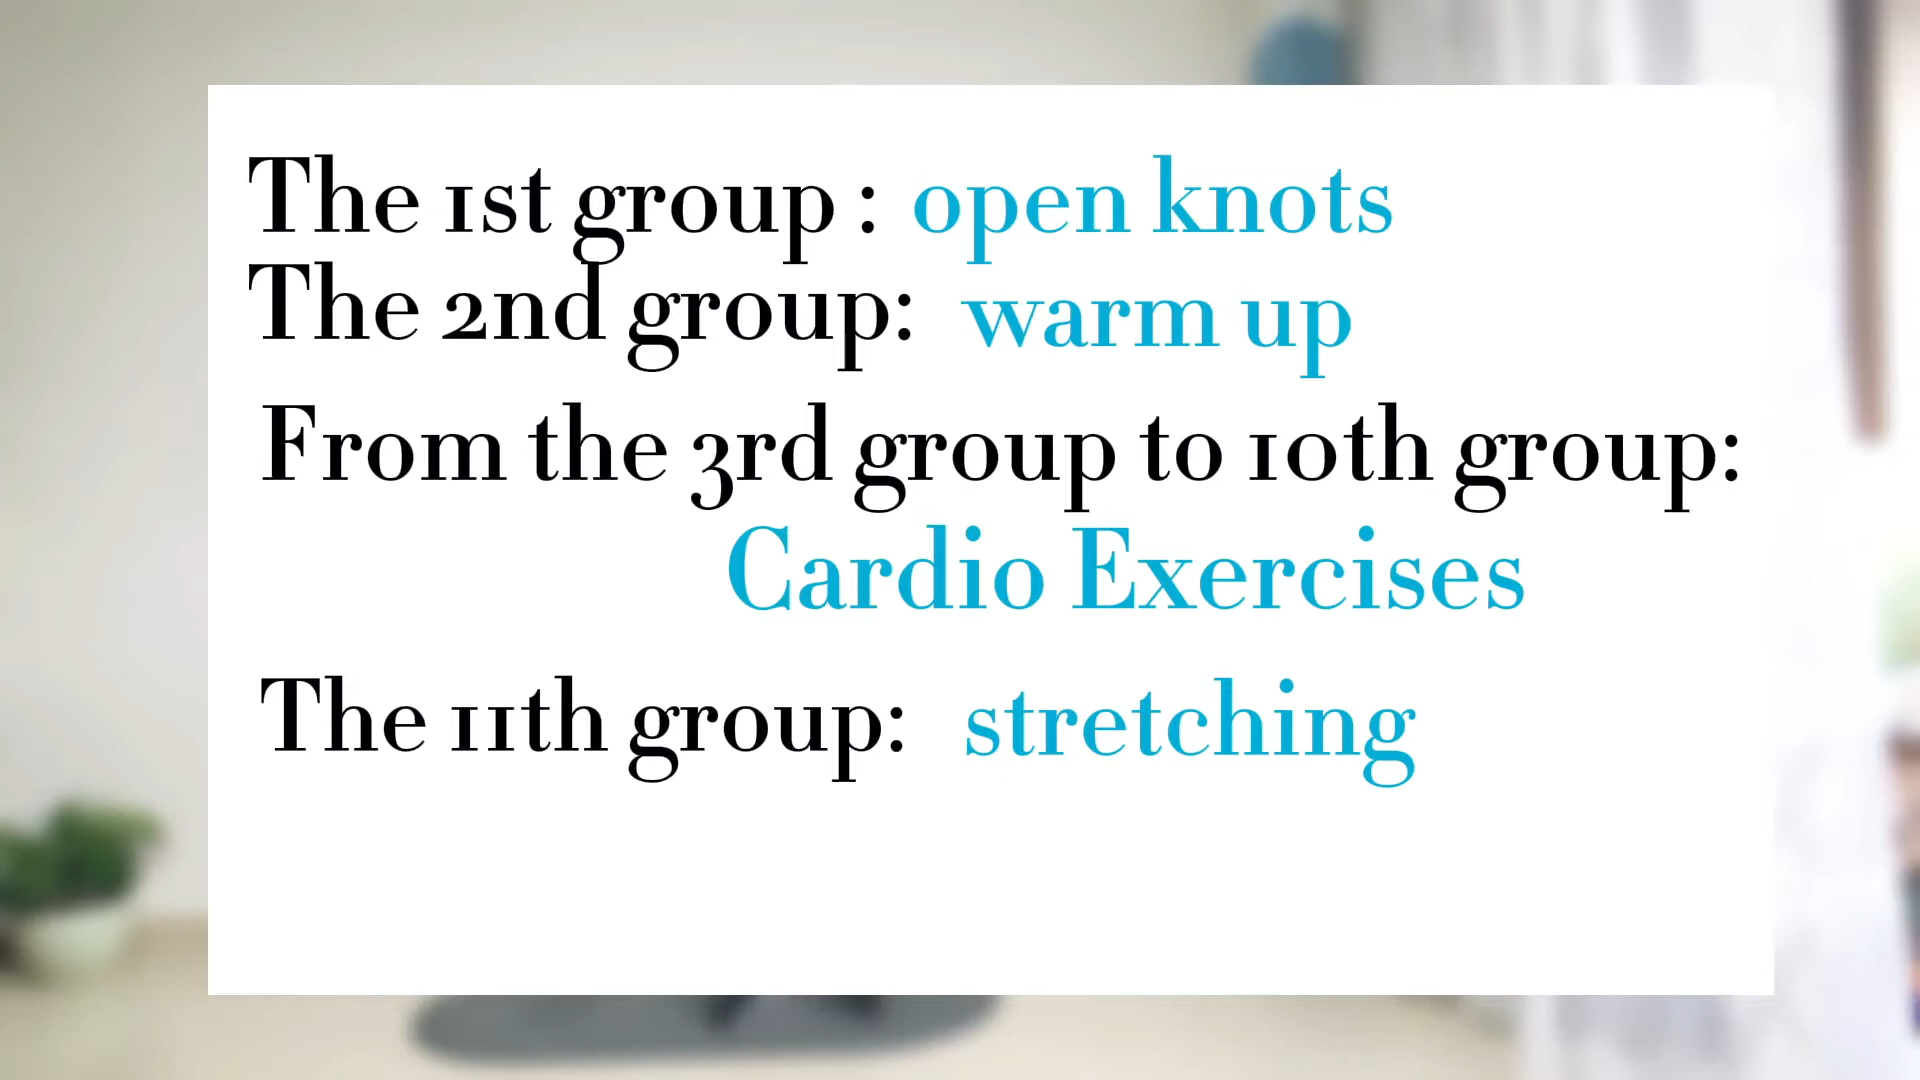 The 1st group : open knots
The 2nd group: warm up
From the 3rd group to 10th group:
Cardio Exercises
The 11th group: stretching